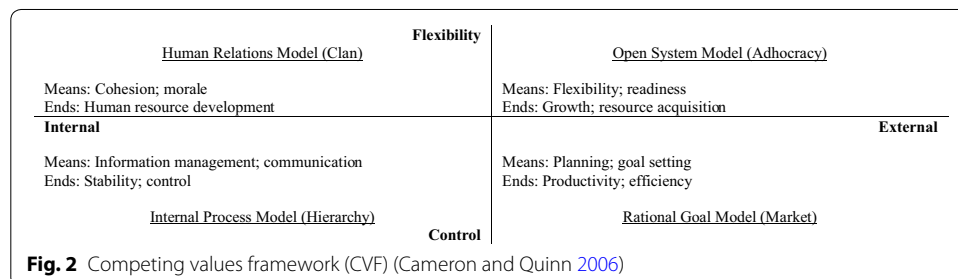 Flexibility
Human Relations Model (Clan)
Open System Model (Adhocracy)
Means: Cohesion; morale
Ends: Human resource development
Means: Flexibility; readiness
Ends: Growth; resource acquisition
Internal
External
Means: Information management; communication
Ends: Stability; control
Means: Planning; goal setting
Ends: Productivity; efficiency
Internal Process Model (Hierarchy)
Rational Goal Model (Market)
Control
Fig. 2 Competing values framework (CVF) (Cameron and Quinn 2006)